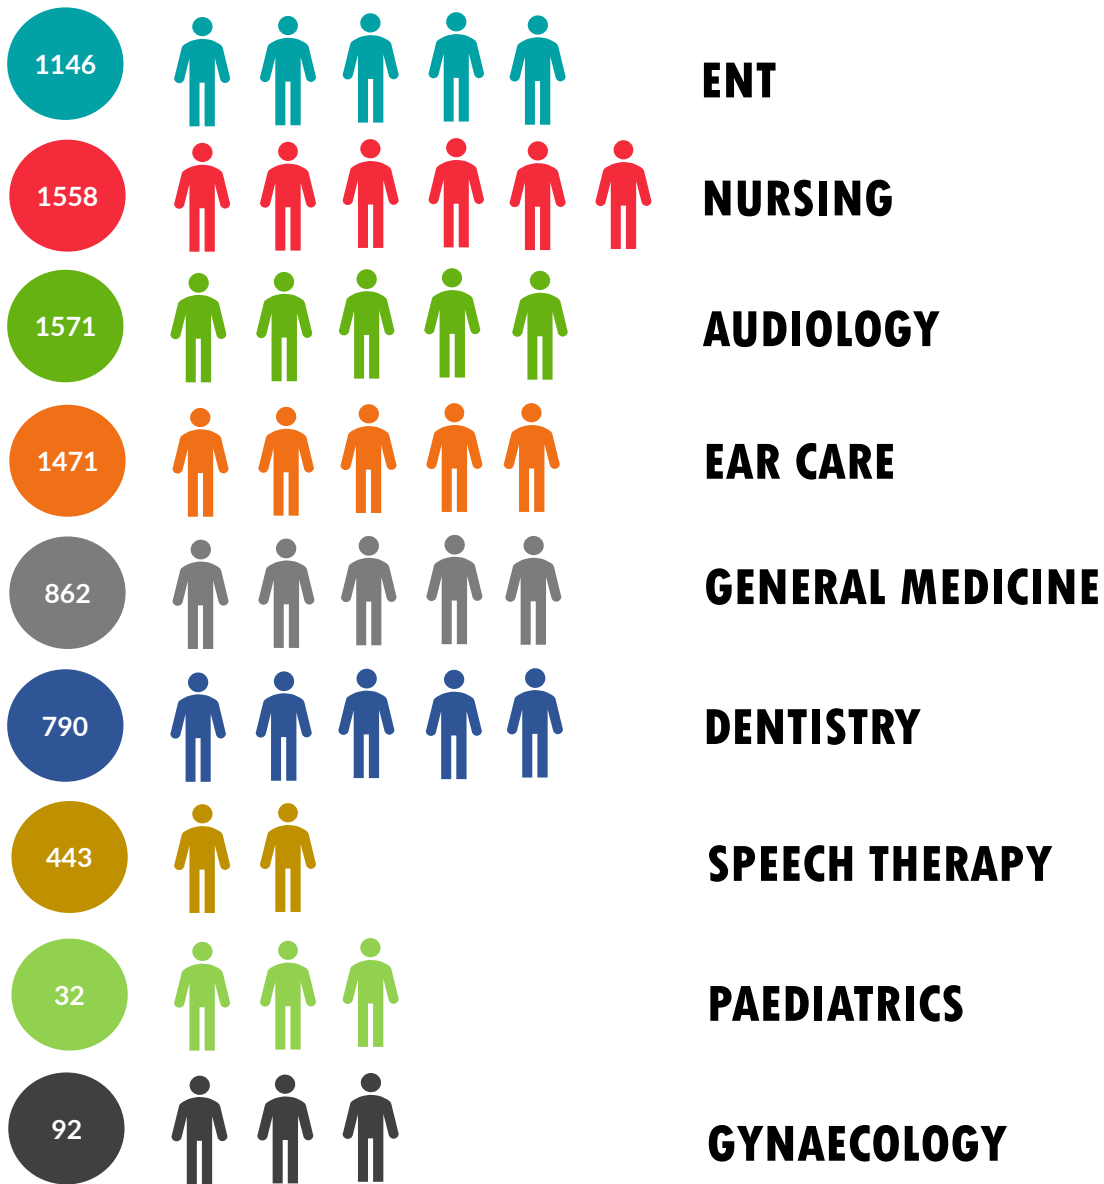 1146 ENT
1558 NURSING
1571 AUDIOLOGY
1471 EAR CARE
862 GENERAL MEDICINE
790 DENTISTRY
443 SPEECH THERAPY
32 PAEDIATRICS
92 GYNAECOLOGY